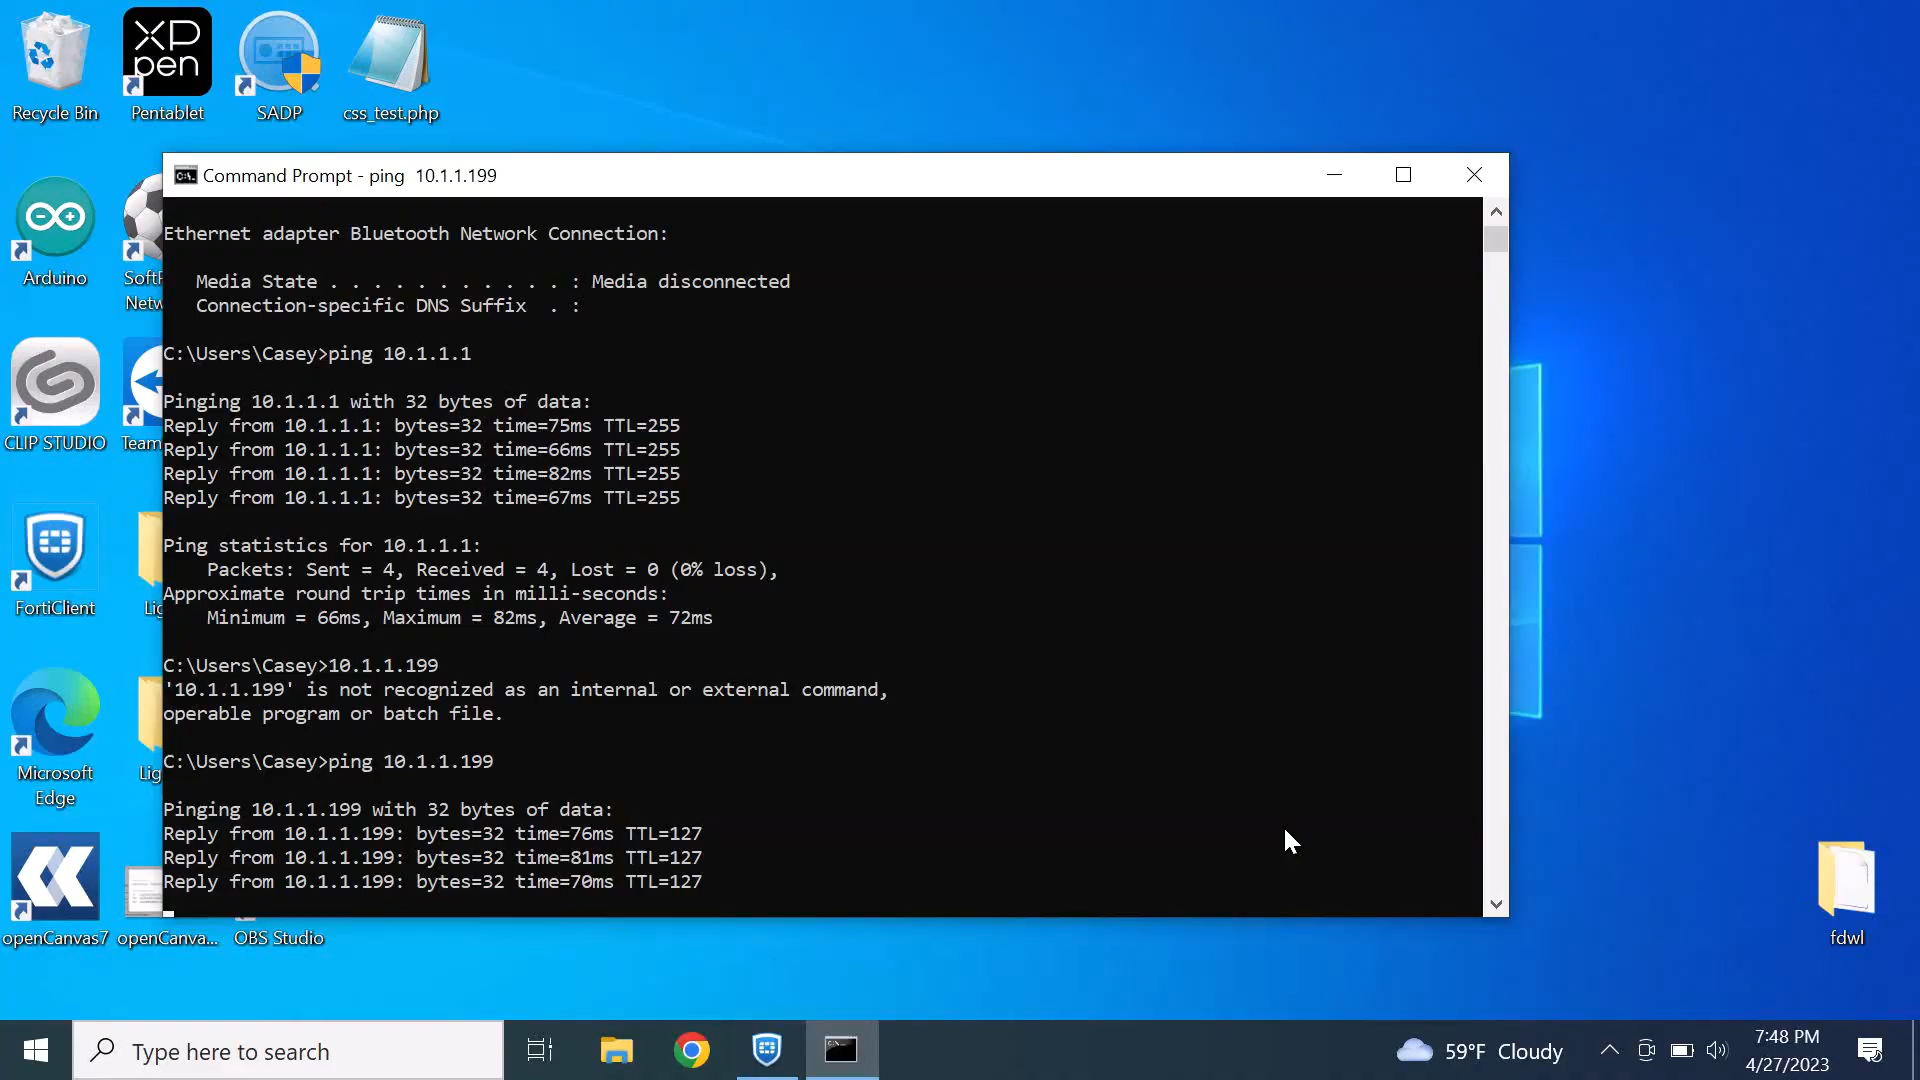 XP
pen
Recycle Bin
Pentablet
SADP
css_test.php
Command Prompt - ping  10.1.1.199
Ethernet adapter Bluetooth Network Connection:
Media State . . . . . . . . . . . : Media disconnected
Connection-specific DNS Suffix  . :
C:\Users\Casey>ping 10.1.1.1
Pinging 10.1.1.1 with 32 bytes of data:
Reply from 10.1.1.1: bytes=32 time=75ms TTL=255
Reply from 10.1.1.1: bytes=32 time=66ms TTL=255
Reply from 10.1.1.1: bytes=32 time=82ms TTL=255
Reply from 10.1.1.1: bytes=32 time=67ms TTL=255
Ping statistics for 10.1.1.1:
Packets: Sent = 4, Received = 4, Lost = 0 (0% loss),
Approximate round trip times in milli-seconds:
Minimum = 66ms, Maximum = 82ms, Average = 72ms
C:\Users\Casey>10.1.1.199
'10.1.1.199' is not recognized as an internal or external command,
operable program or batch file.
C:\Users\Casey>ping 10.1.1.199
Pinging 10.1.1.199 with 32 bytes of data:
Reply from 10.1.1.199: bytes=32 time=76ms TTL=127
Reply from 10.1.1.199: bytes=32 time=81ms TTL=127
Reply from 10.1.1.199: bytes=32 time=70ms TTL=127
Arduino
CLIP STUDIO
Team
FortiClient
Microsoft
Edge
openCanvas7
openCanva...
OBS Studio
fdwl
Type here to search
59°F Cloudy
7:48 PM
4/27/2023